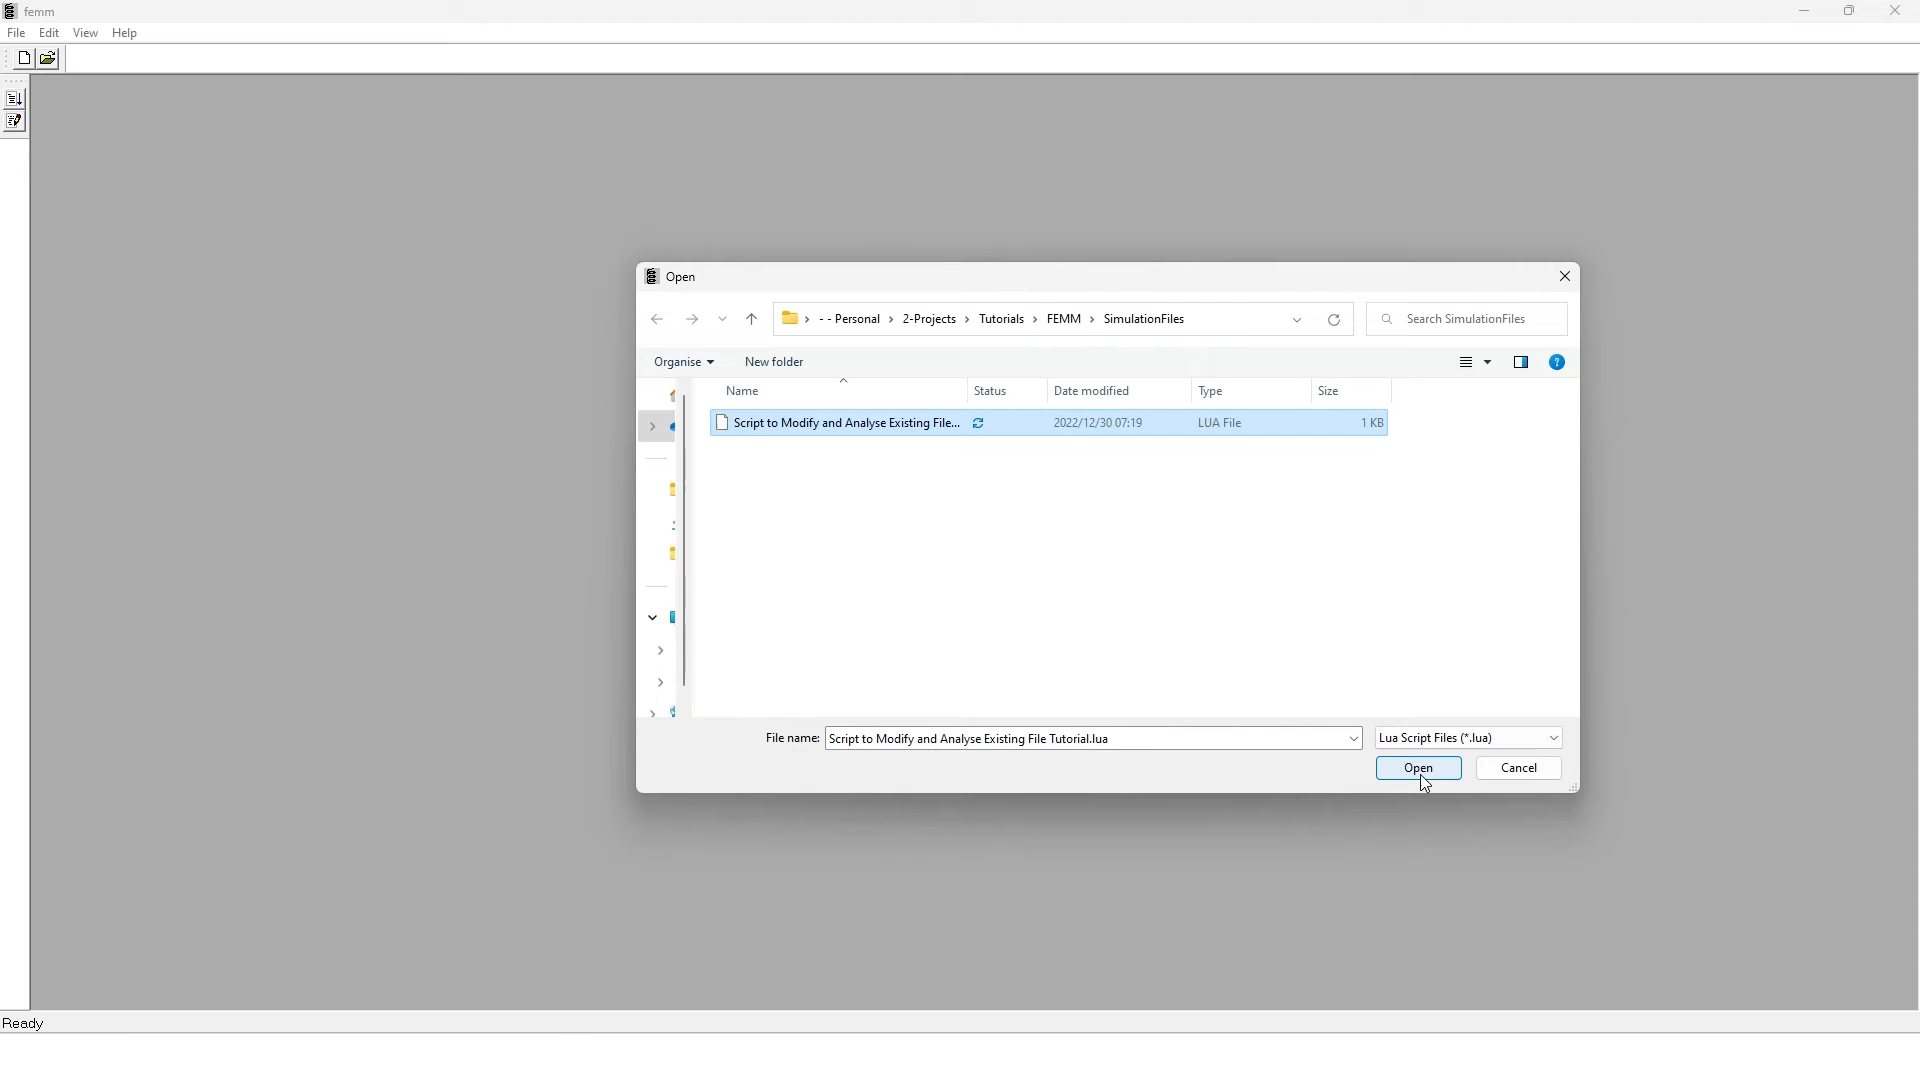 femm
File Edit View Help
Open
- - Personal 2-Projects Tutorials FEMM SimulationFiles
Search SimulationFiles
Organise New folder
?
Name Status Date modified Type Size
Script to Modify and Analyse Existing File... 2022/12/30 07:19 LUA File 1 KB
File name: Script to Modify and Analyse Existing File Tutorial.lua Lua Script Files (*.lua)
Open Cancel
Ready